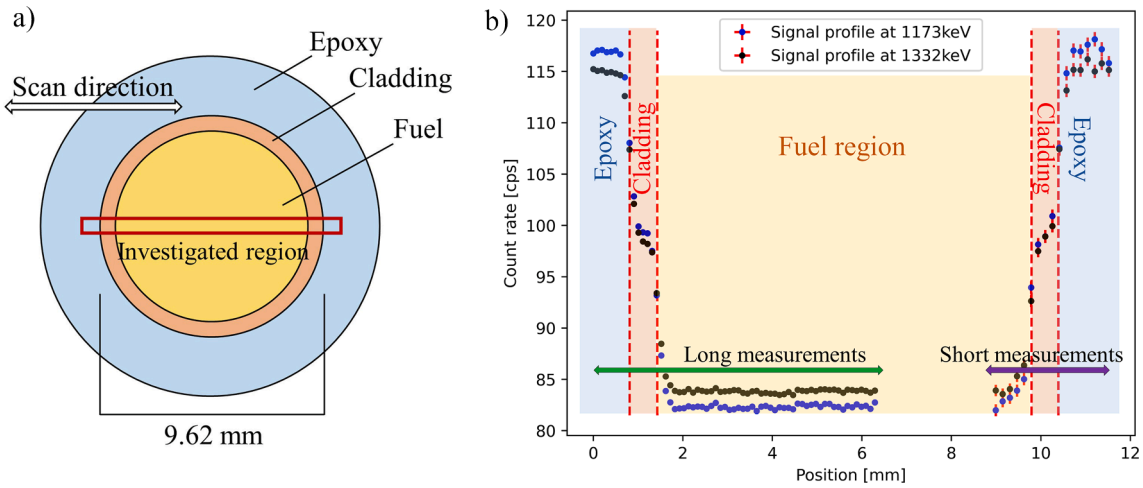 a)
Epoxy
Cladding
Scan direction
Fuel
Investigated region
9.62 mm
b)
120
115
110
105
100
95
90
85
80
Count rate [cps]
Signal profile at 1173keV
Signal profile at 1332keV
Epoxy
Cladding
Fuel region
Cladding
Epoxy
Long measurements
Short measurements
0
2
4
6
8
10
12
Position [mm]